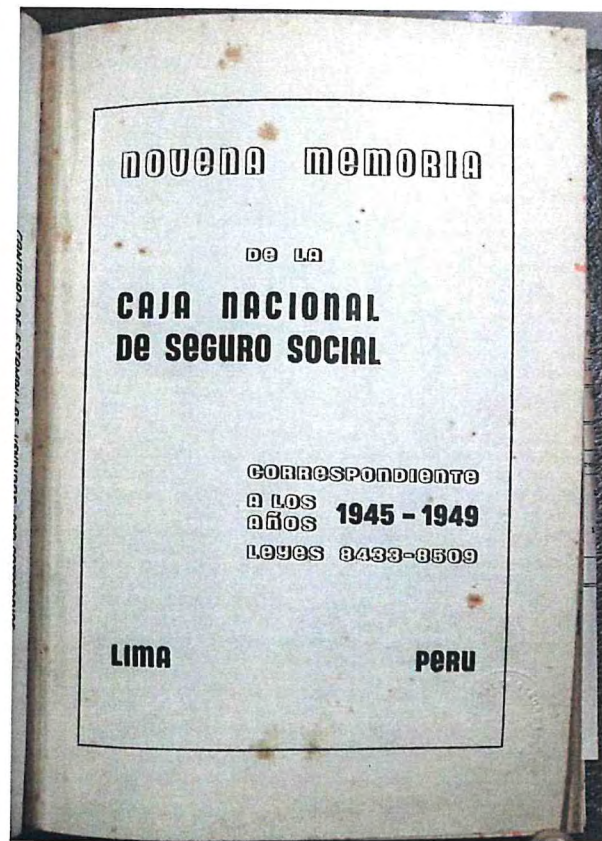 NOVENA MEMORIA
DE LA
CAJA NACIONAL
DE SEGURO SOCIAL
CORRESPONDIENTE
A LOS
AÑOS 1945 - 1949
LEYES 8433-8509
LIMA PERU